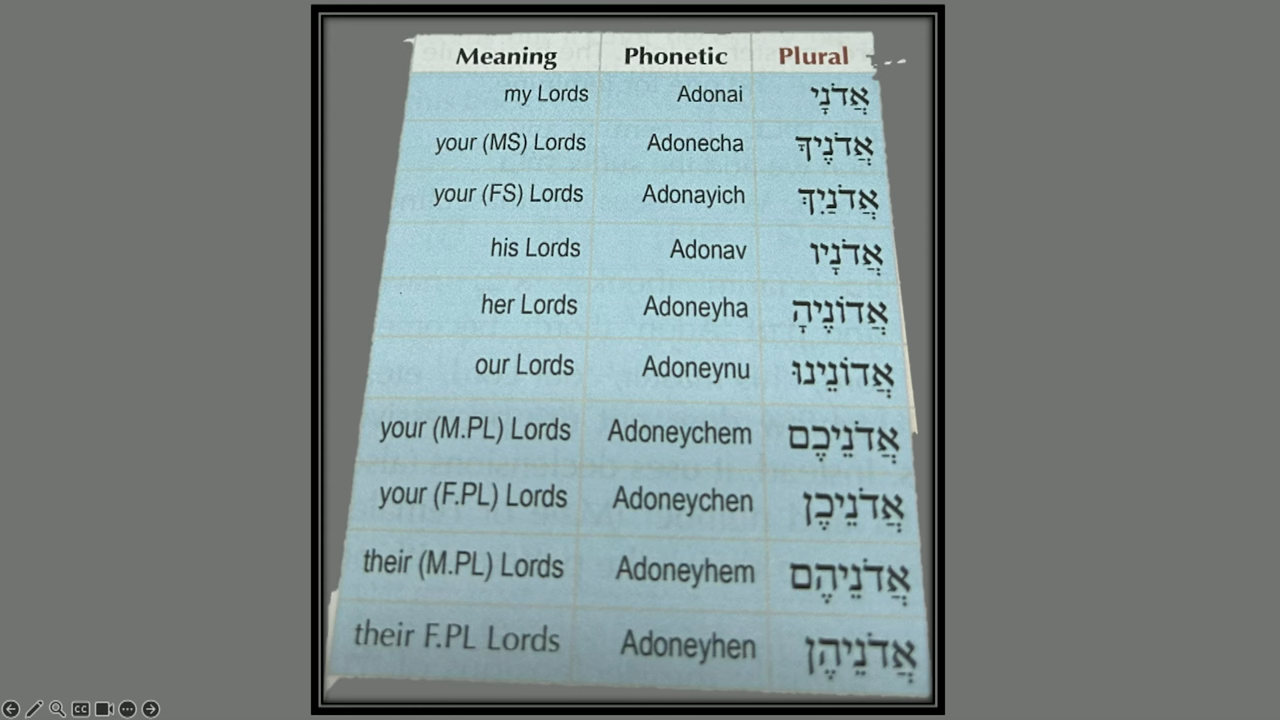 Meaning Phonetic Plural
my Lords Adonai אֲדֹנָי
your (MS) Lords Adonecha אֲדֹנֶיךָ
your (FS) Lords Adonayich אֲדֹנַיִךְ
his Lords Adonav אֲדֹנָיו
her Lords Adoneyha אֲדוֹנֶיהָ
our Lords Adoneynu אֲדוֹנֵינוּ
your (M.PL) Lords Adoneychem אֲדֹנֵיכֶם
your (F.PL) Lords Adoneychen אֲדֹנֵיכֶן
their (M.PL) Lords Adoneyhem אֲדֹנֵיהֶם
their F.PL Lords Adoneyhen אֲדֹנֵיהֶן